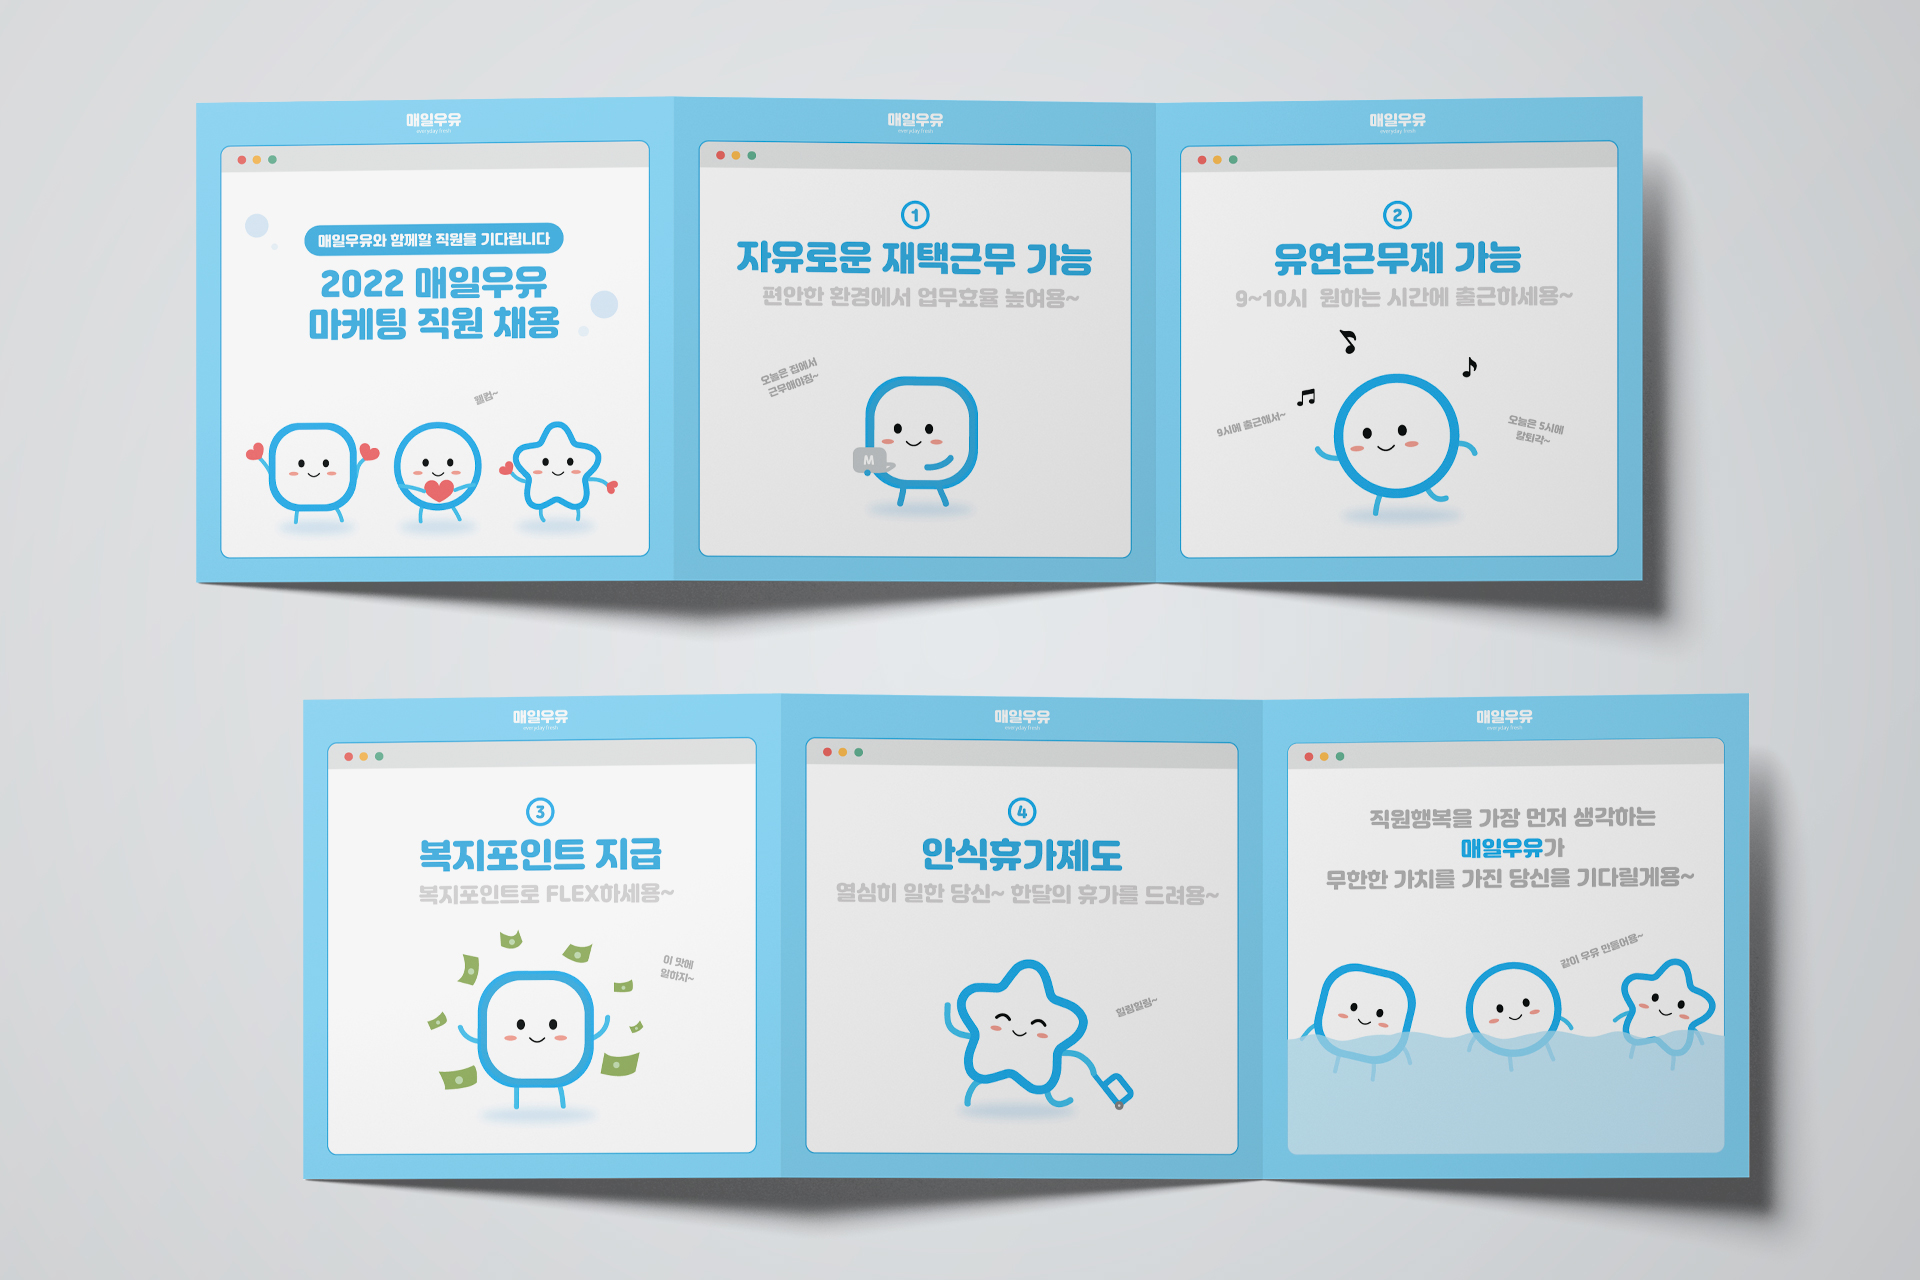 매일우유
everyday fresh
매일우유와 함께할 직원을 기다립니다
2022 매일우유
마케팅 직원 채용
웰컴~
매일우유
everyday fresh
1
자유로운 재택근무 가능
편안한 환경에서 업무효율 높여용~
오늘은 집에서
근무해야징~
M
매일우유
everyday fresh
2
유연근무제 가능
9~10시 원하는 시간에 출근하세용~
9시에 출근해서~
오늘은 5시에
칼퇴각~
매일우유
everyday fresh
3
복지포인트 지급
복지포인트로 FLEX하세용~
이 맛에
일하지~
매일우유
everyday fresh
4
안식휴가제도
열심히 일한 당신~ 한달의 휴가를 드려용~
힐링힐링~
매일우유
everyday fresh
직원행복을 가장 먼저 생각하는
매일우유가
무한한 가치를 가진 당신을 기다릴게용~
같이 우유 만들어용~